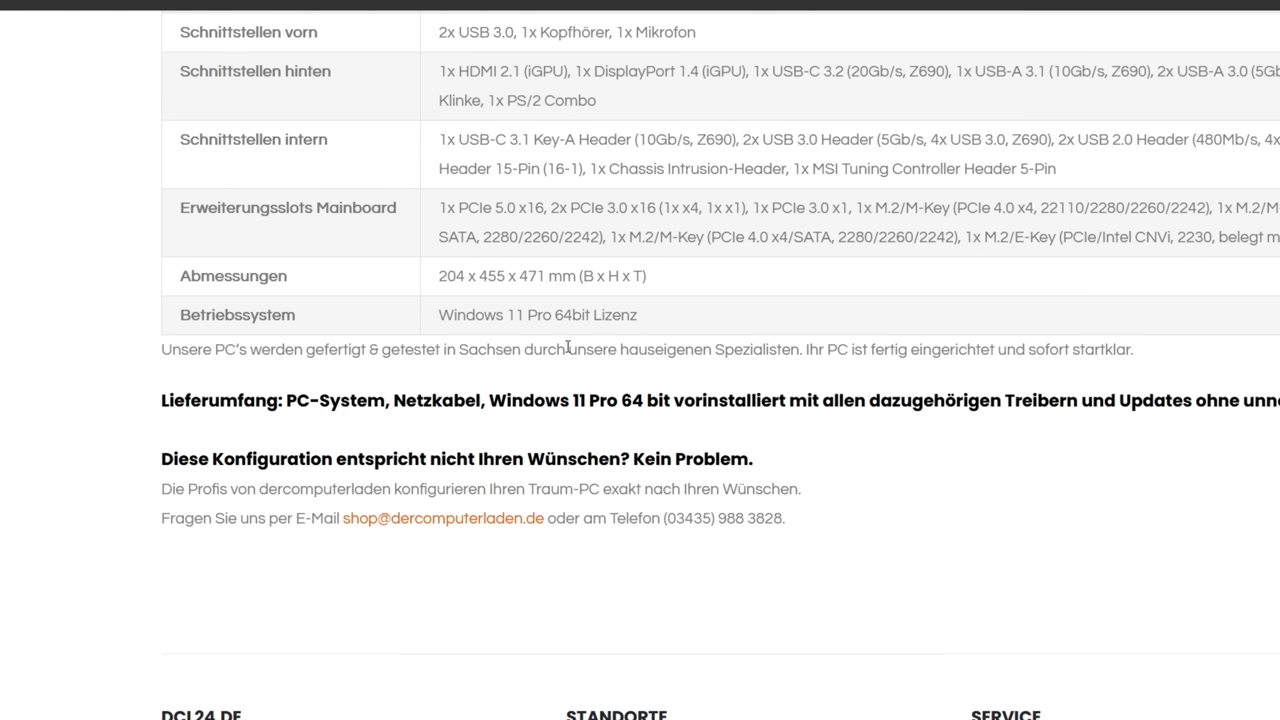 Schnittstellen vorn 2x USB 3.0, 1x Kopfhörer, 1x Mikrofon
Schnittstellen hinten 1x HDMI 2.1 (iGPU), 1x DisplayPort 1.4 (iGPU), 1x USB-C 3.2 (20Gb/s, Z690), 1x USB-A 3.1 (10Gb/s, Z690), 2x USB-A 3.0 (5Gb
Klinke, 1x PS/2 Combo
Schnittstellen intern 1x USB-C 3.1 Key-A Header (10Gb/s, Z690), 2x USB 3.0 Header (5Gb/s, 4x USB 3.0, Z690), 2x USB 2.0 Header (480Mb/s, 4x
Header 15-Pin (16-1), 1x Chassis Intrusion-Header, 1x MSI Tuning Controller Header 5-Pin
Erweiterungsslots Mainboard 1x PCIe 5.0 x16, 2x PCIe 3.0 x16 (1x x4, 1x x1), 1x PCIe 3.0 x1, 1x M.2/M-Key (PCIe 4.0 x4, 22110/2280/2260/2242), 1x M.2/M-
SATA, 2280/2260/2242), 1x M.2/M-Key (PCIe 4.0 x4/SATA, 2280/2260/2242), 1x M.2/E-Key (PCIe/Intel CNVi, 2230, belegt m
Abmessungen 204 x 455 x 471 mm (B x H x T)
Betriebssystem Windows 11 Pro 64bit Lizenz
Unsere PC's werden gefertigt & getestet in Sachsen durch unsere hauseigenen Spezialisten. Ihr PC ist fertig eingerichtet und sofort startklar.
Lieferumfang: PC-System, Netzkabel, Windows 11 Pro 64 bit vorinstalliert mit allen dazugehörigen Treibern und Updates ohne unn
Diese Konfiguration entspricht nicht Ihren Wünschen? Kein Problem.
Die Profis von dercomputerladen konfigurieren Ihren Traum-PC exakt nach Ihren Wünschen.
Fragen Sie uns per E-Mail shop@dercomputerladen.de oder am Telefon (03435) 988 3828.
DCL24.DE STANDORTE SERVICE